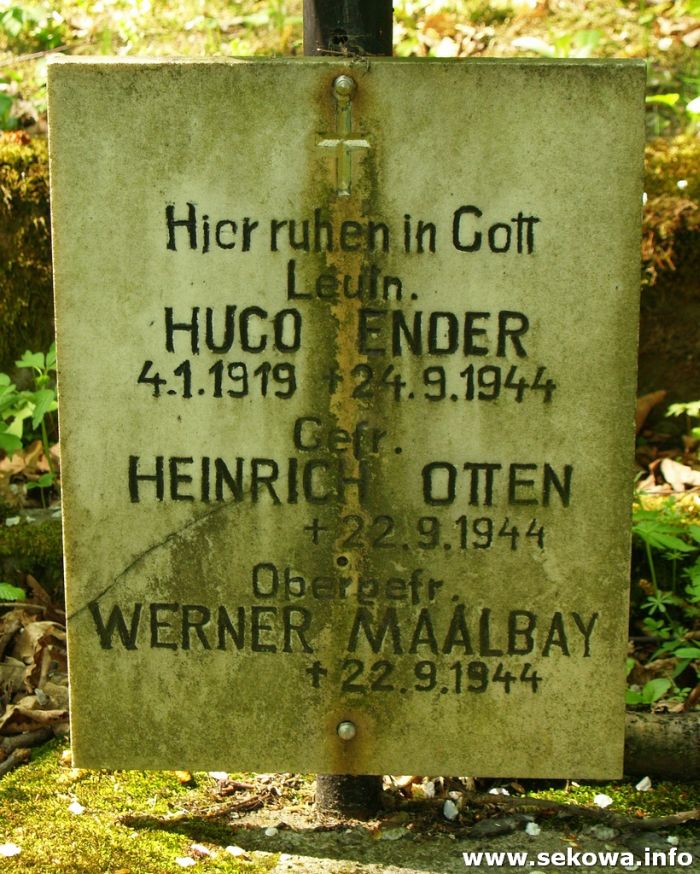 Hier ruhen in Gott
Leutn.
HUGO ENDER
4.1.1919 +24.9.1944
Gefr.
HEINRICH OTTEN
+22.9.1944
Obergefr.
WERNER MAALBAY
+22.9.1944
www.sekowa.info